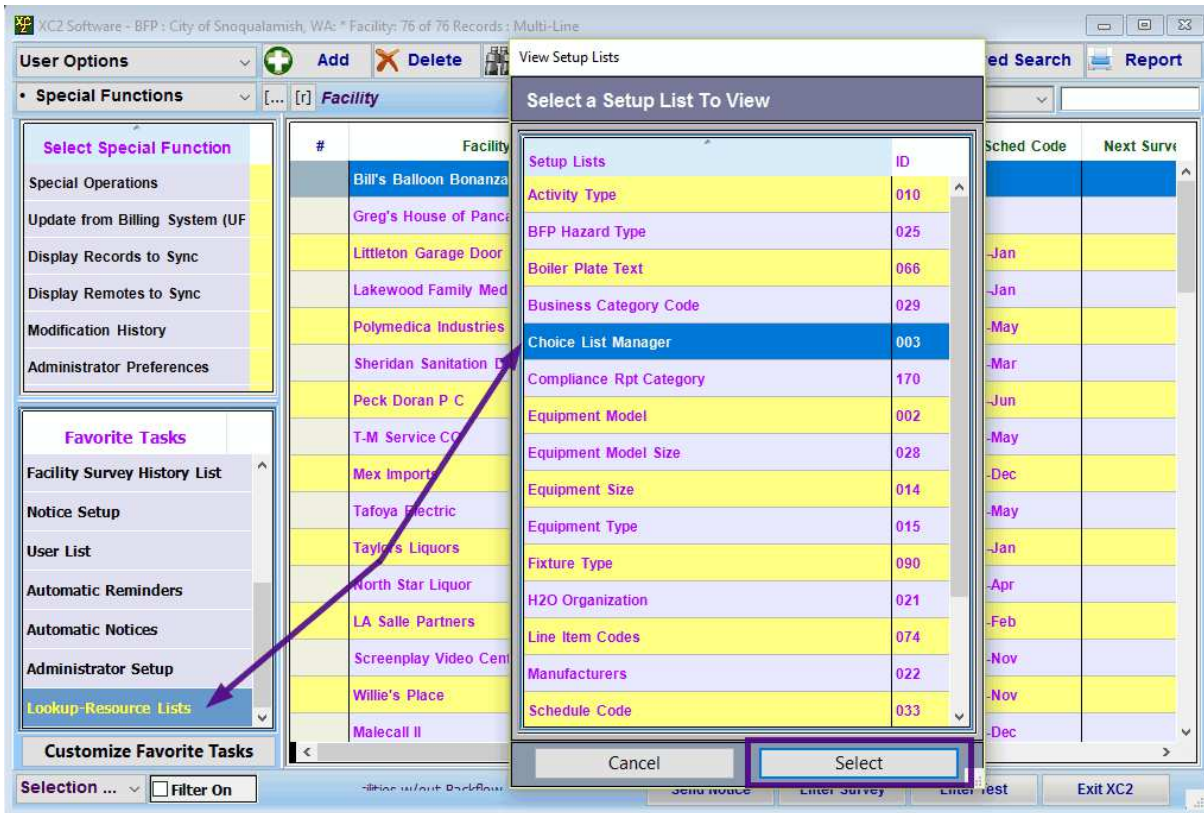 XC2 Software - BFP : City of Snoqualamish, WA: * Facility: 76 of 76 Records : Multi-Line
User Options Add Delete ed Search Report
• Special Functions [... [r] Facility
Select Special Function
Special Operations
Update from Billing System (UF
Display Records to Sync
Display Remotes to Sync
Modification History
Administrator Preferences
Favorite Tasks
Facility Survey History List
Notice Setup
User List
Automatic Reminders
Automatic Notices
Administrator Setup
Lookup-Resource Lists
Customize Favorite Tasks
Selection ... Filter On
# Facility
Bill's Balloon Bonanza
Greg's House of Panca
Littleton Garage Door
Lakewood Family Med
Polymedica Industries
Sheridan Sanitation D
Peck Doran P C
T-M Service CO
Mex Imports
Tafoya Electric
Taylors Liquors
North Star Liquor
LA Salle Partners
Screenplay Video Cent
Willie's Place
Malecall II
View Setup Lists
Select a Setup List To View
Setup Lists ID
Activity Type 010
BFP Hazard Type 025
Boiler Plate Text 066
Business Category Code 029
Choice List Manager 003
Compliance Rpt Category 170
Equipment Model 002
Equipment Model Size 028
Equipment Size 014
Equipment Type 015
Fixture Type 090
H2O Organization 021
Line Item Codes 074
Manufacturers 022
Schedule Code 033
Cancel Select
Sched Code Next Surve
-Jan
-Jan
-May
-Mar
-Jun
-May
-Dec
-May
-Jan
-Apr
-Feb
-Nov
-Nov
-Dec
Send Notice Enter Survey Enter Test Exit XC2